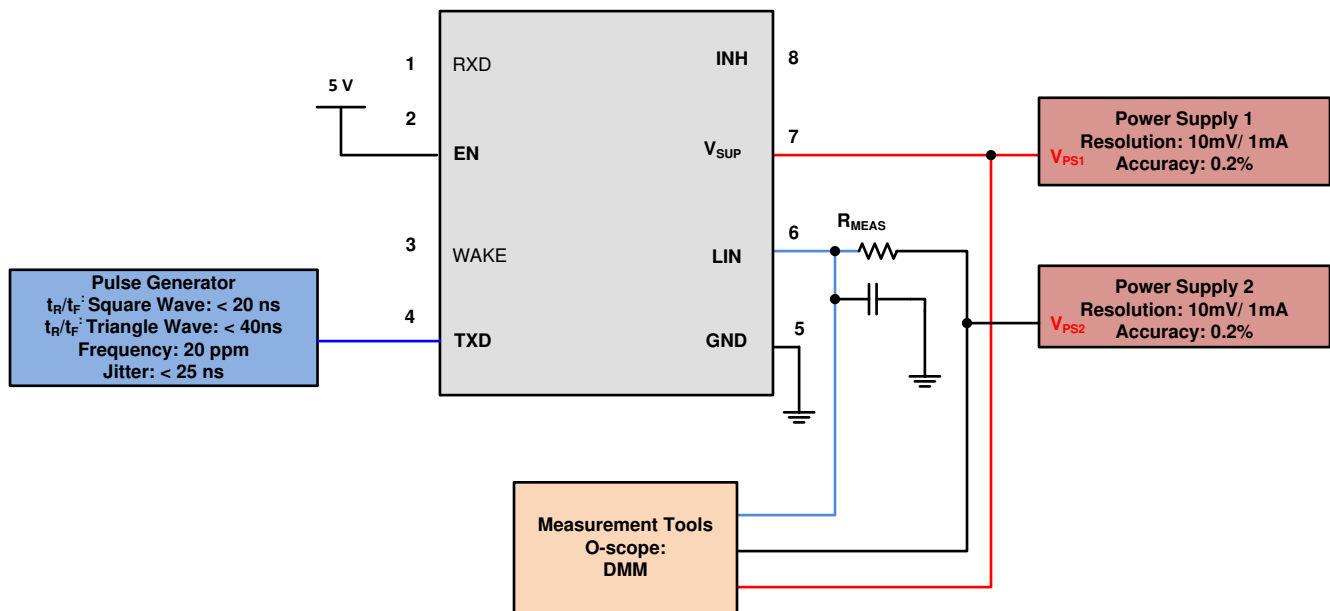 1
RXD
INH
8
5 V
2
EN
7
V_SUP
Power Supply 1
Resolution: 10mV/ 1mA
V_PS1
Accuracy: 0.2%
3
WAKE
6
LIN
R_MEAS
Power Supply 2
Resolution: 10mV/ 1mA
V_PS2
Accuracy: 0.2%
Pulse Generator
t_R/t_F: Square Wave: < 20 ns
t_R/t_F: Triangle Wave: < 40ns
Frequency: 20 ppm
Jitter: < 25 ns
4
TXD
5
GND
Measurement Tools
O-scope:
DMM